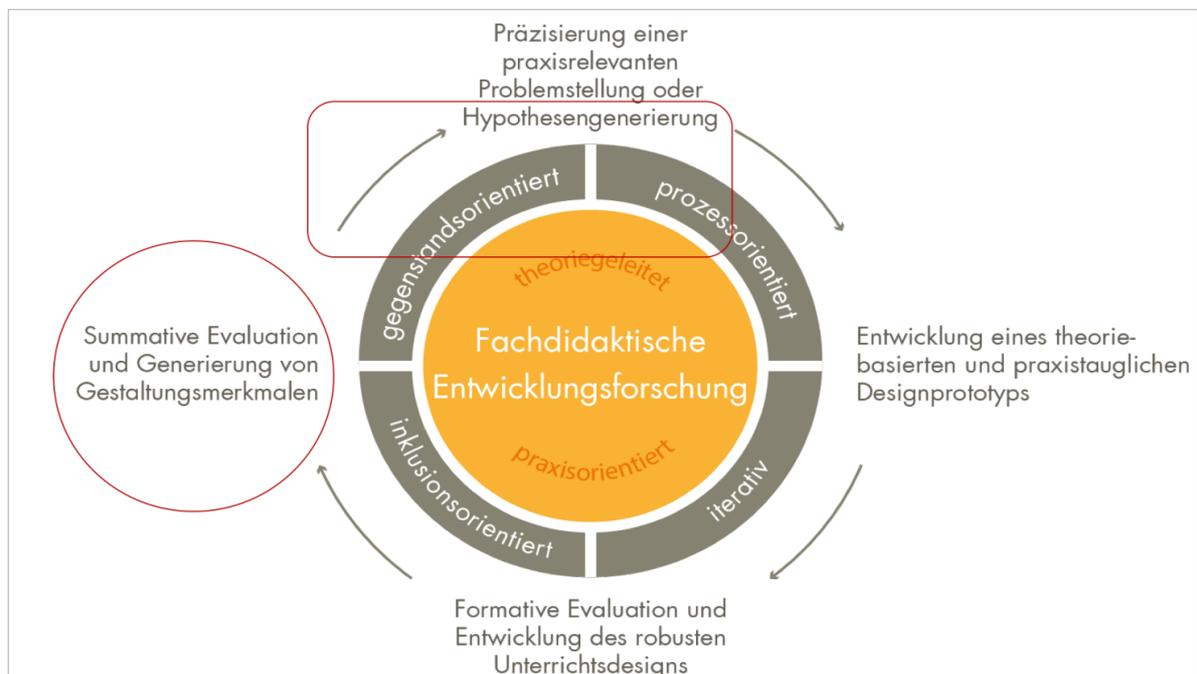 Präzisierung einer
praxisrelevanten
Problemstellung oder
Hypothesengenerierung
gegenstandsorientiert
prozessorientiert
theoriegeleitet
Fachdidaktische
Entwicklungsforschung
praxisorientiert
inklusionsorientiert
iterativ
Summative Evaluation
und Generierung von
Gestaltungsmerkmalen
Entwicklung eines theorie-
basierten und praxistauglichen
Designprototyps
Formative Evaluation und
Entwicklung des robusten
Unterrichtsdesigns